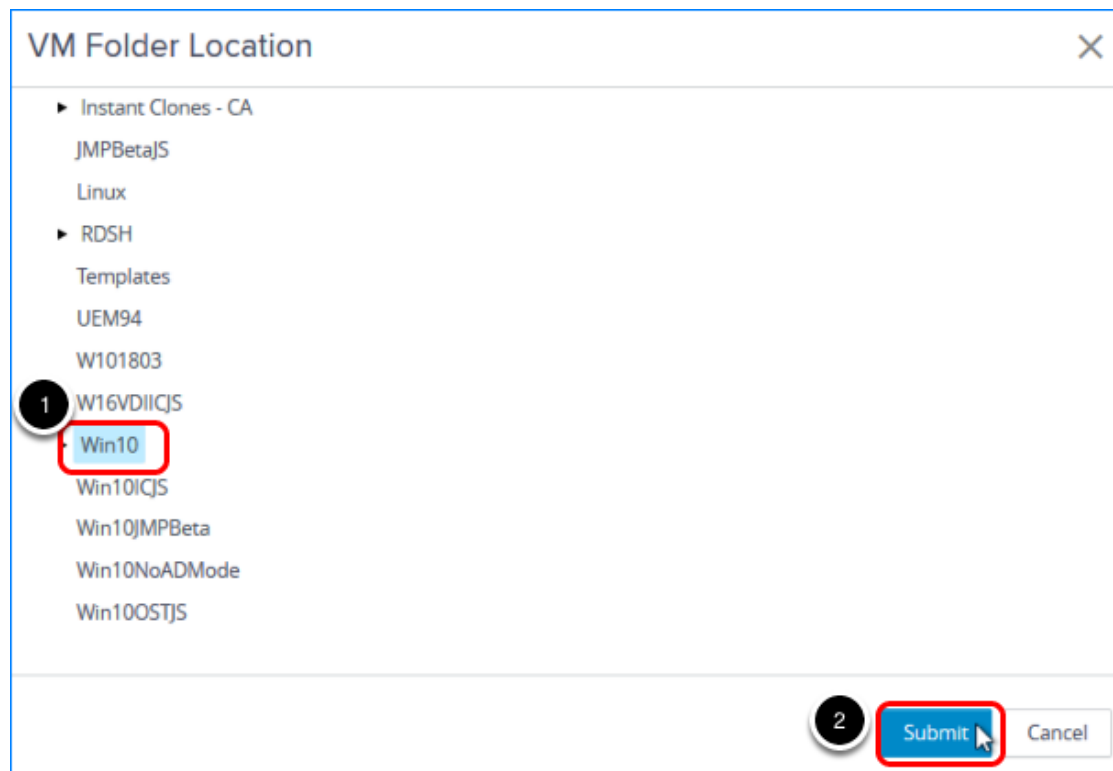 VM Folder Location
Instant Clones - CA
JMPBetaJS
Linux
RDSH
Templates
UEM94
W101803
1 W16VDIICJS
Win10
Win10ICJS
Win10JMPBeta
Win10NoADMode
Win10OSTJS
2 Submit Cancel